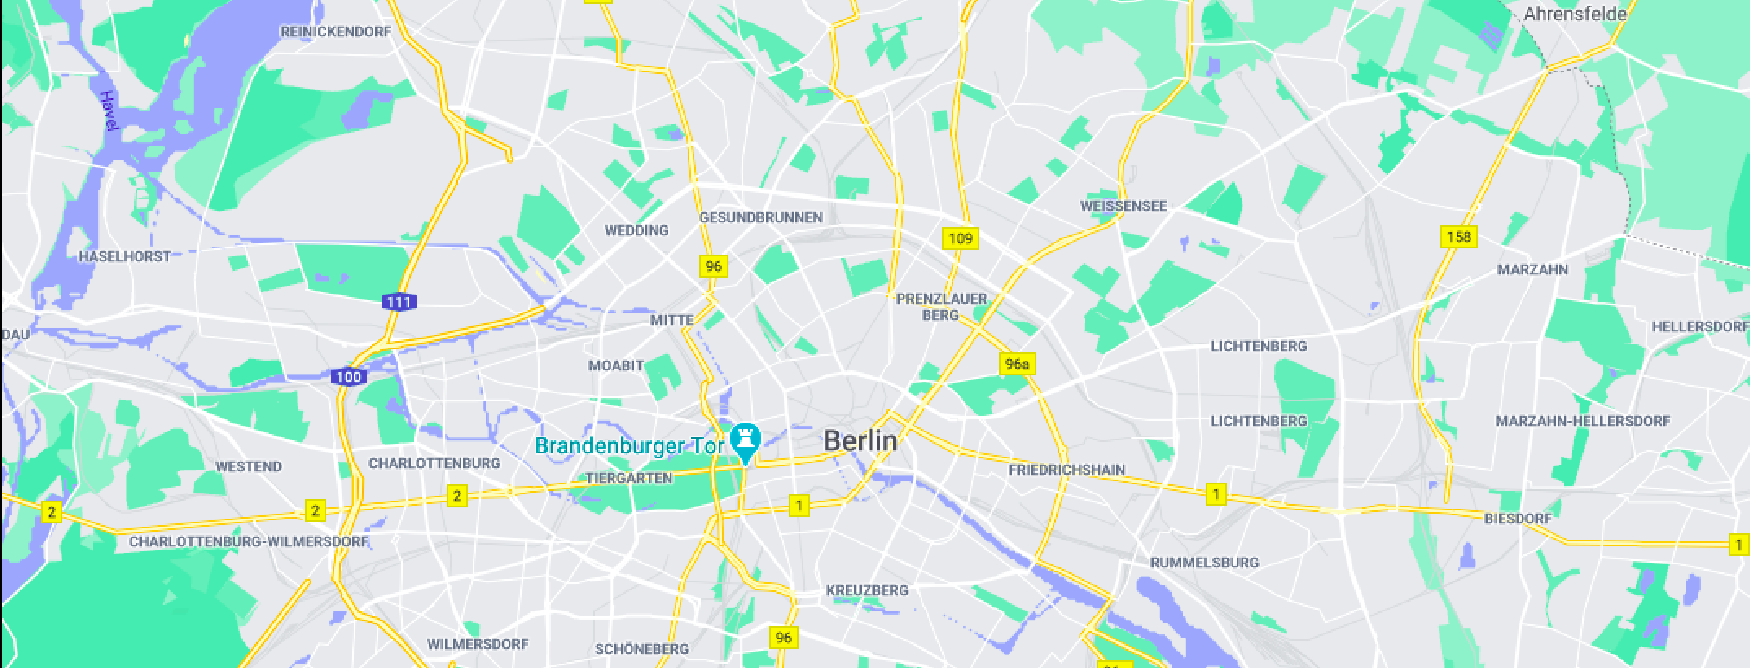 Ahrensfelde
REINICKENDORF
Havel
WEISSENSEE
GESUNDBRUNNEN
WEDDING
109
158
HASELHORST
96
MARZAHN
111
PRENZLAUER
BERG
MITTE
HELLERSDORF
DAU
LICHTENBERG
MOABIT
96a
100
LICHTENBERG
MARZAHN-HELLERSDORF
Brandenburger Tor
Berlin
WESTEND
CHARLOTTENBURG
FRIEDRICHSHAIN
TIERGARTEN
2
1
1
2
2
BIESDORF
CHARLOTTENBURG-WILMERSDORF
1
RUMMELSBURG
KREUZBERG
96
WILMERSDORF
SCHÖNEBERG